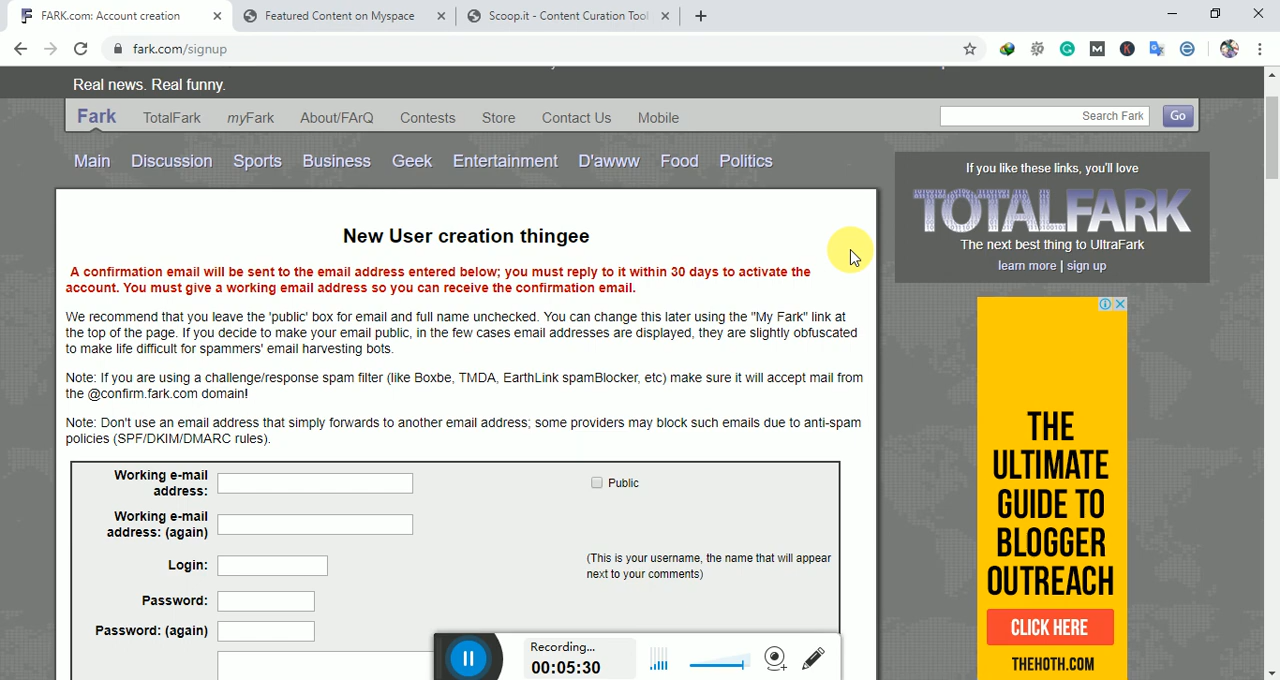 FARK.com: Account creation
Featured Content on Myspace
Scoop.it - Content Curation Tool
fark.com/signup
Real news. Real funny.
Fark TotalFark myFark About/FArQ Contests Store Contact Us Mobile
Search Fark Go
Main Discussion Sports Business Geek Entertainment D'awww Food Politics
If you like these links, you'll love
TOTALFARK
The next best thing to UltraFark
learn more | sign up
New User creation thingee
A confirmation email will be sent to the email address entered below; you must reply to it within 30 days to activate the
account. You must give a working email address so you can receive the confirmation email.
We recommend that you leave the 'public' box for email and full name unchecked. You can change this later using the "My Fark" link at
the top of the page. If you decide to make your email public, in the few cases email addresses are displayed, they are slightly obfuscated
to make life difficult for spammers' email harvesting bots.
Note: If you are using a challenge/response spam filter (like Boxbe, TMDA, EarthLink spamBlocker, etc) make sure it will accept mail from
the @confirm.fark.com domain!
Note: Don't use an email address that simply forwards to another email address; some providers may block such emails due to anti-spam
policies (SPF/DKIM/DMARC rules).
Working e-mail
address:
Public
Working e-mail
address: (again)
Login:
(This is your username, the name that will appear
next to your comments)
Password:
Password: (again)
THE
ULTIMATE
GUIDE TO
BLOGGER
OUTREACH
CLICK HERE
THEHOTH.COM
Recording...
00:05:30